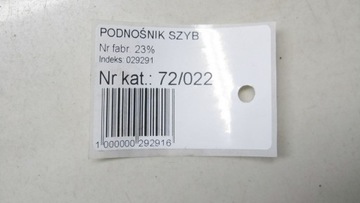 PODNOŚNIK SZYB
Nr fabr. 23%
Indeks: 029291
Nr kat.: 72/022
1 000000 292916